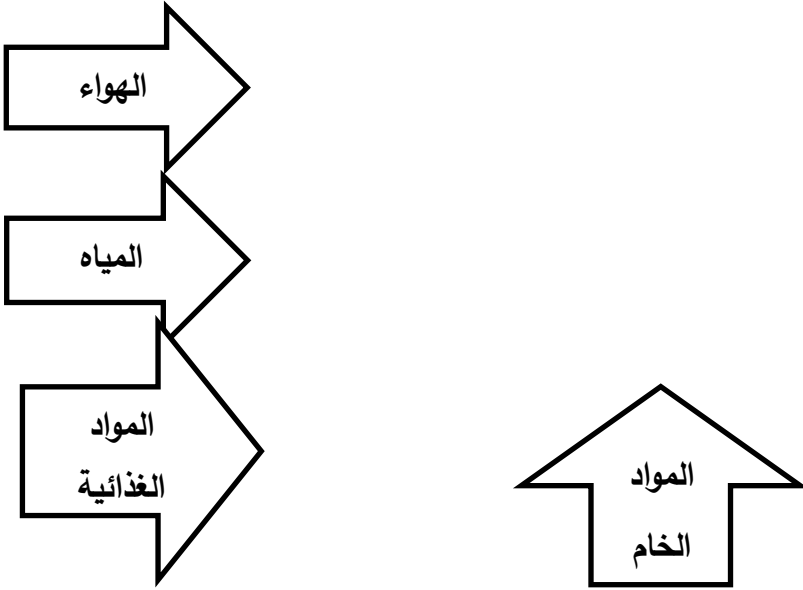 الهواء
المياه
المواد
الغذائية
المواد
الخام